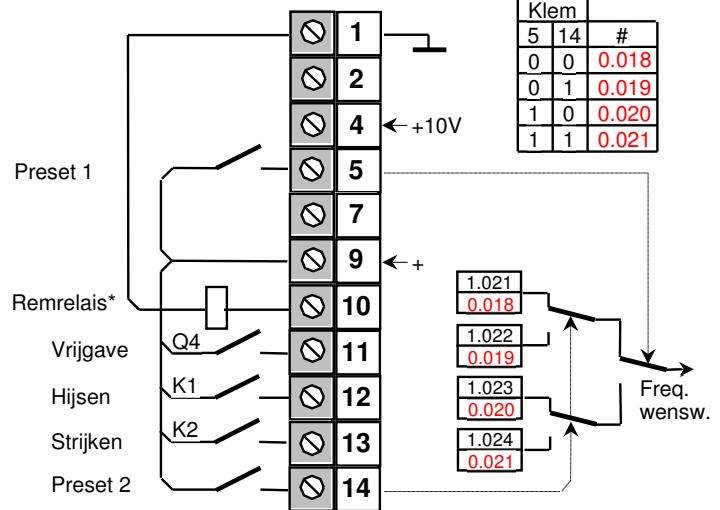 Klem
5 14 #
0 0 0.018
0 1 0.019
1 0 0.020
1 1 0.021
1
2
4 +10V
Preset 1 5
7
9 +
Remrelais* 10
Vrijgave Q4 11
Hijsen K1 12
Strijken K2 13
Preset 2 14
1.021
0.018
1.022
0.019
1.023
0.020
1.024
0.021
Freq.
wensw.